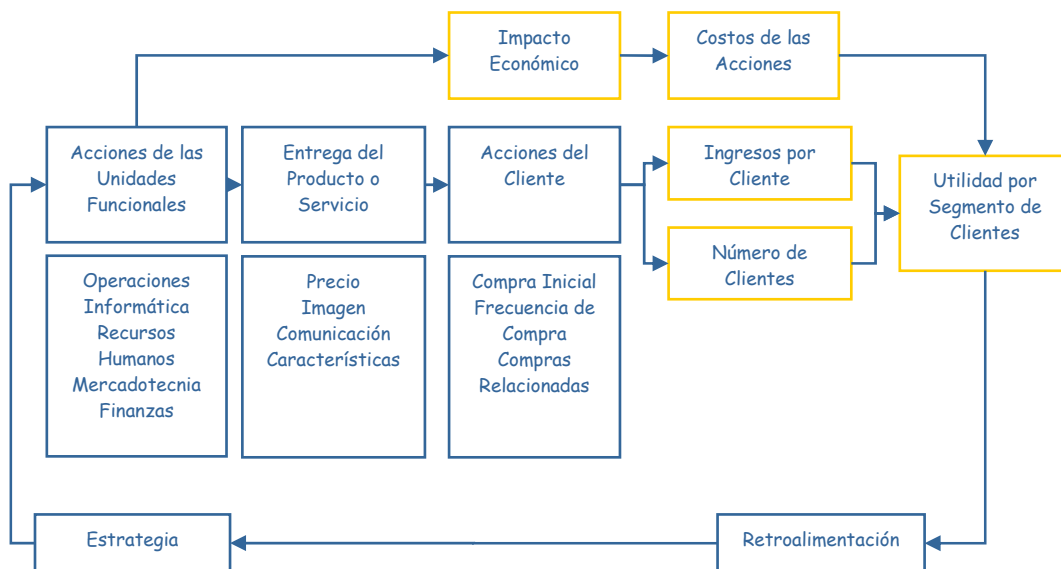 Impacto
Económico
Costos de las
Acciones
Acciones de las
Unidades
Funcionales
Entrega del
Producto o
Servicio
Acciones del
Cliente
Ingresos por
Cliente
Número de
Clientes
Utilidad por
Segmento de
Clientes
Operaciones
Informática
Recursos
Humanos
Mercadotecnia
Finanzas
Precio
Imagen
Comunicación
Característícas
Compra Inicial
Frecuencia de
Compra
Compras
Relacionadas
Estrategia
Retroalimentación